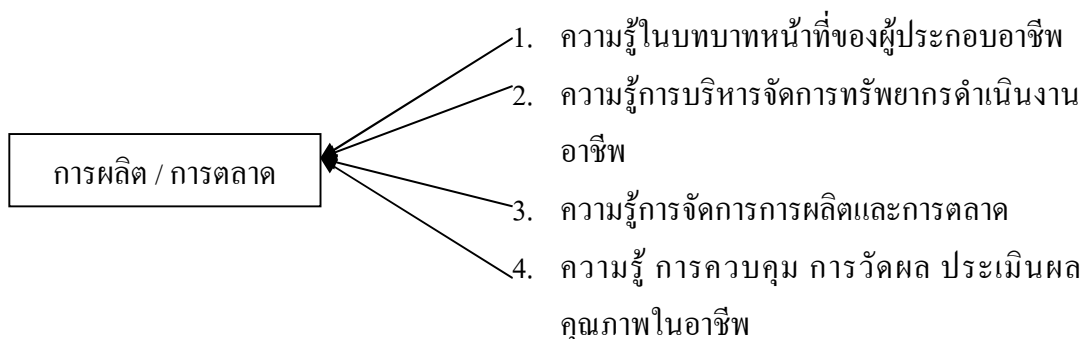 1. ความรู้ในบทบาทหน้าที่ของผู้ประกอบอาชีพ
2. ความรู้การบริหารจัดการทรัพยากรดำเนินงาน
อาชีพ
การผลิต / การตลาด
3. ความรู้การจัดการการผลิตและการตลาด
4. ความรู้ การควบคุม การวัดผล ประเมินผล
คุณภาพในอาชีพ